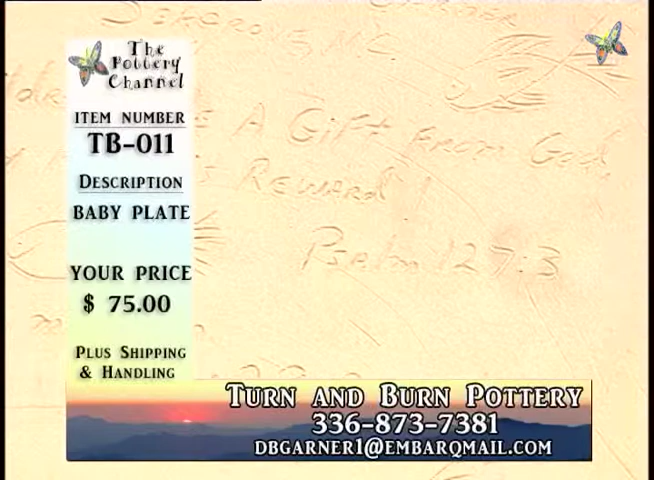 The
Pottery
Channel
ITEM NUMBER
TB-011
DESCRIPTION
BABY PLATE
YOUR PRICE
$ 75.00
PLUS SHIPPING
& HANDLING
A Gift From God,
Reward!
Psalm 127:3
TURN AND BURN POTTERY
336-873-7381
DBGARNER1@EMBARQMAIL.COM